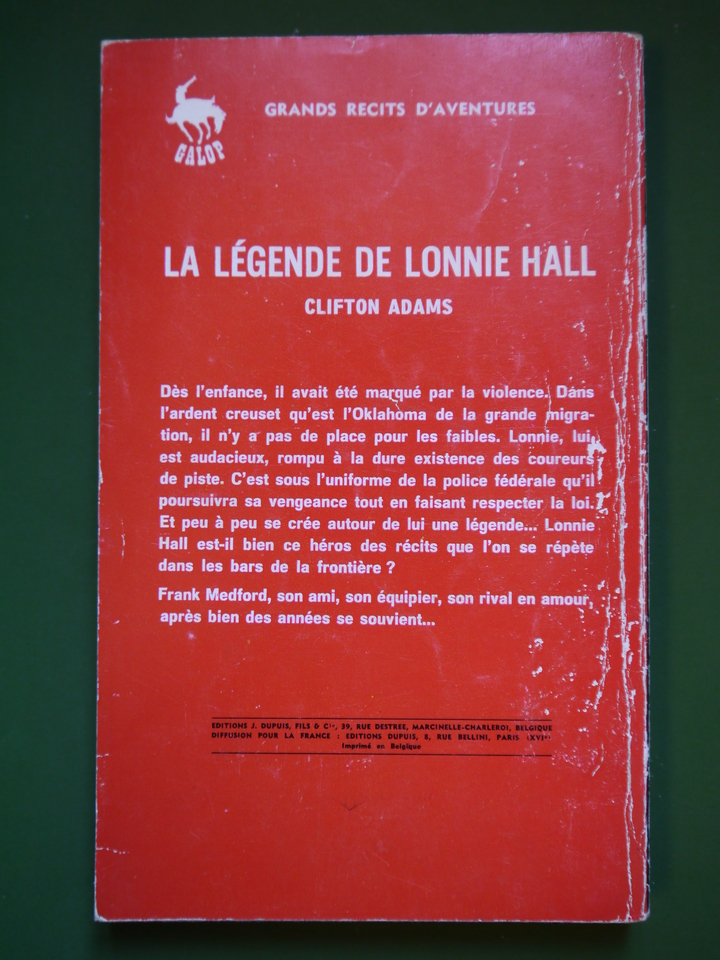 GALOP
GRANDS RECITS D'AVENTURES
LA LÉGENDE DE LONNIE HALL
CLIFTON ADAMS
Dès l'enfance, il avait été marqué par la violence. Dans
l'ardent creuset qu'est l'Oklahoma de la grande migra-
tion, il n'y a pas de place pour les faibles. Lonnie, lui,
est audacieux, rompu à la dure existence des coureurs
de piste. C'est sous l'uniforme de la police fédérale qu'il
poursuivra sa vengeance tout en faisant respecter la loi.
Et peu à peu se crée autour de lui une légende... Lonnie
Hall est-il bien ce héros des récits que l'on se répète
dans les bars de la frontière ?
Frank Medford, son ami, son équipier, son rival en amour,
après bien des années se souvient...
EDITIONS J. DUPUIS, FILS & Cie, 39, RUE DESTREE, MARCINELLE-CHARLEROI, BELGIQUE
DIFFUSION POUR LA FRANCE : EDITIONS DUPUIS, 8, RUE BELLINI, PARIS (XVIe)
Imprimé en Belgique